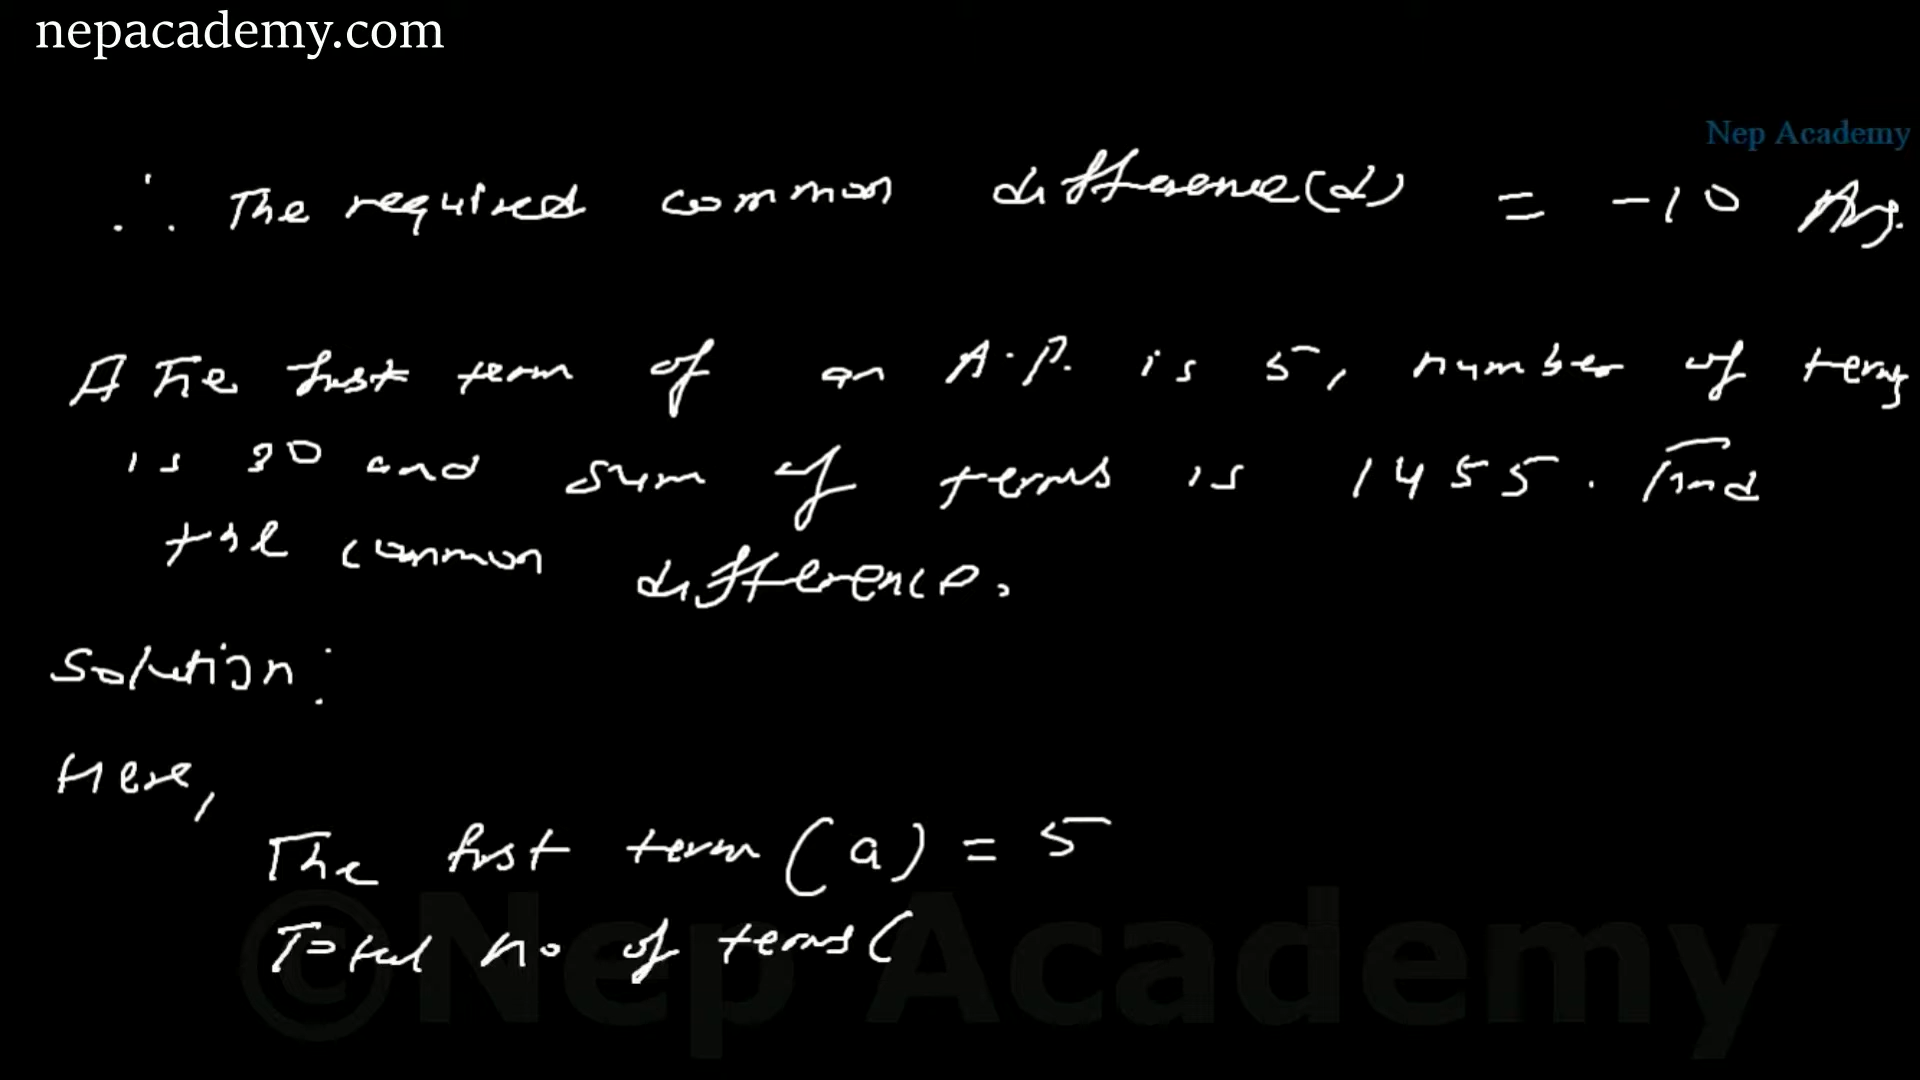 nepacademy.com
Nep Academy
∴ The required common difference(d) = -10 Ans.
# The first term of an A.P. is 5, number of terms
is 30 and sum of terms is 1455. Find
the common difference.
Solution:
Here,
The first term (a) = 5
Total no of terms (
©Nep Academy